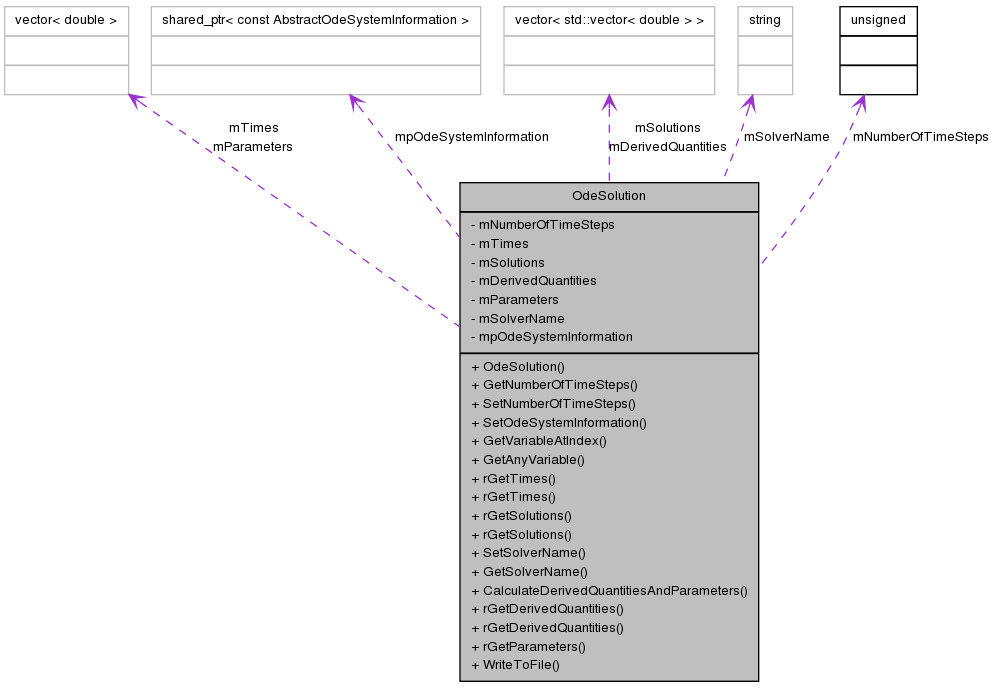 vector< double >
shared_ptr< const AbstractOdeSystemInformation >
vector< std::vector< double > >
string
unsigned
mTimes
mParameters
mpOdeSystemInformation
mSolutions
mDerivedQuantities
mSolverName
mNumberOfTimeSteps
OdeSolution
- mNumberOfTimeSteps
- mTimes
- mSolutions
- mDerivedQuantities
- mParameters
- mSolverName
- mpOdeSystemInformation
+ OdeSolution()
+ GetNumberOfTimeSteps()
+ SetNumberOfTimeSteps()
+ SetOdeSystemInformation()
+ GetVariableAtIndex()
+ GetAnyVariable()
+ rGetTimes()
+ rGetTimes()
+ rGetSolutions()
+ rGetSolutions()
+ SetSolverName()
+ GetSolverName()
+ CalculateDerivedQuantitiesAndParameters()
+ rGetDerivedQuantities()
+ rGetDerivedQuantities()
+ rGetParameters()
+ WriteToFile()